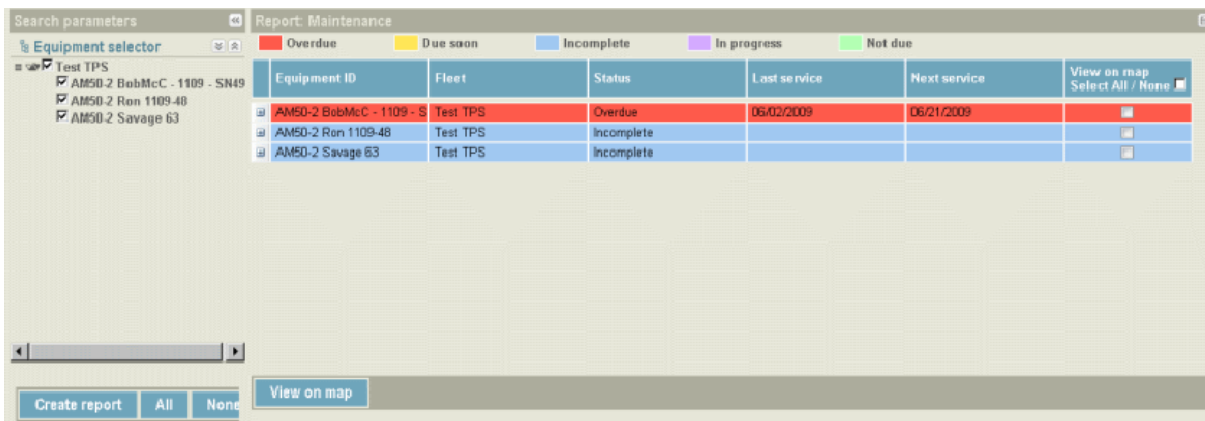 Search parameters
Equipment selector
Test TPS
AM50-2 BobMcC - 1109 - SN49
AM50-2 Ron 1109-48
AM50-2 Savage 63
Create report All None
Report: Maintenance
Overdue Due soon Incomplete In progress Not due
Equipment ID Fleet Status Last service Next service View on map
Select All / None
AM50-2 BobMcC - 1109 - S Test TPS Overdue 06/02/2009 06/21/2009
AM50-2 Ron 1109-48 Test TPS Incomplete
AM50-2 Savage 63 Test TPS Incomplete
View on map